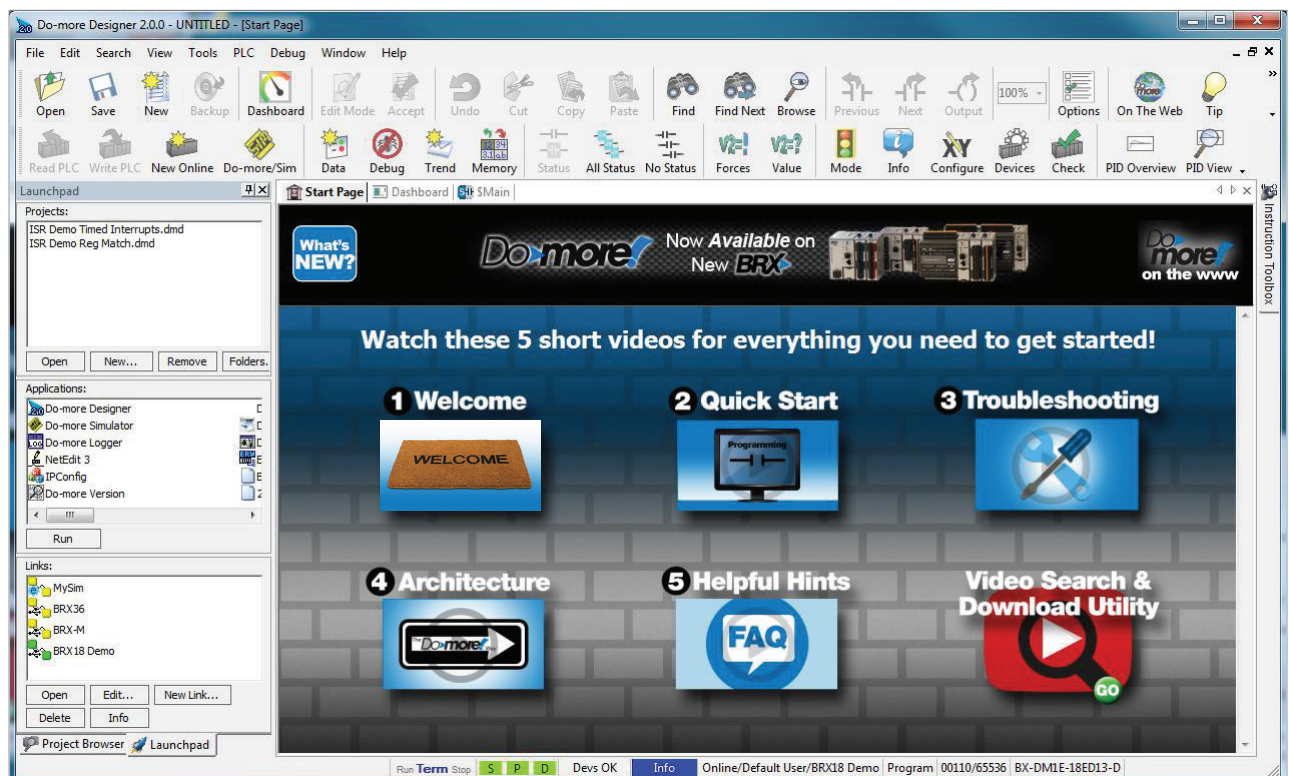 Do-more Designer 2.0.0 - UNTITLED - [Start Page]
File Edit Search View Tools PLC Debug Window Help
Open Save New Backup Dashboard Edit Mode Accept Undo Cut Copy Paste Find Find Next Browse Previous Next Output 100% Options On The Web Tip
Read PLC Write PLC New Online Do-more/Sim Data Debug Trend Memory Status All Status No Status Forces Value Mode Info Configure Devices Check PID Overview PID View
Launchpad
Start Page Dashboard $Main
Instruction Toolbox
Projects:
ISR Demo Timed Interrupts.dmd
ISR Demo Reg Match.dmd
Open New... Remove Folders.
Applications:
Do-more Designer
Do-more Simulator
Do-more Logger
NetEdit 3
IPConfig
Do-more Version
Run
Links:
MySim
BRX36
BRX-M
BRX18 Demo
Open Edit... New Link...
Delete Info
Project Browser Launchpad
What's NEW?
Do-more!
Now Available on
New BRX
Do-more!
on the www
Watch these 5 short videos for everything you need to get started!
1 Welcome
WELCOME
2 Quick Start
Programming
3 Troubleshooting
4 Architecture
The Do-more! Way
5 Helpful Hints
FAQ
Video Search &
Download Utility
GO
Run Term Stop S P D Devs OK Info Online/Default User/BRX18 Demo Program 00110/65536 BX-DM1E-18ED13-D